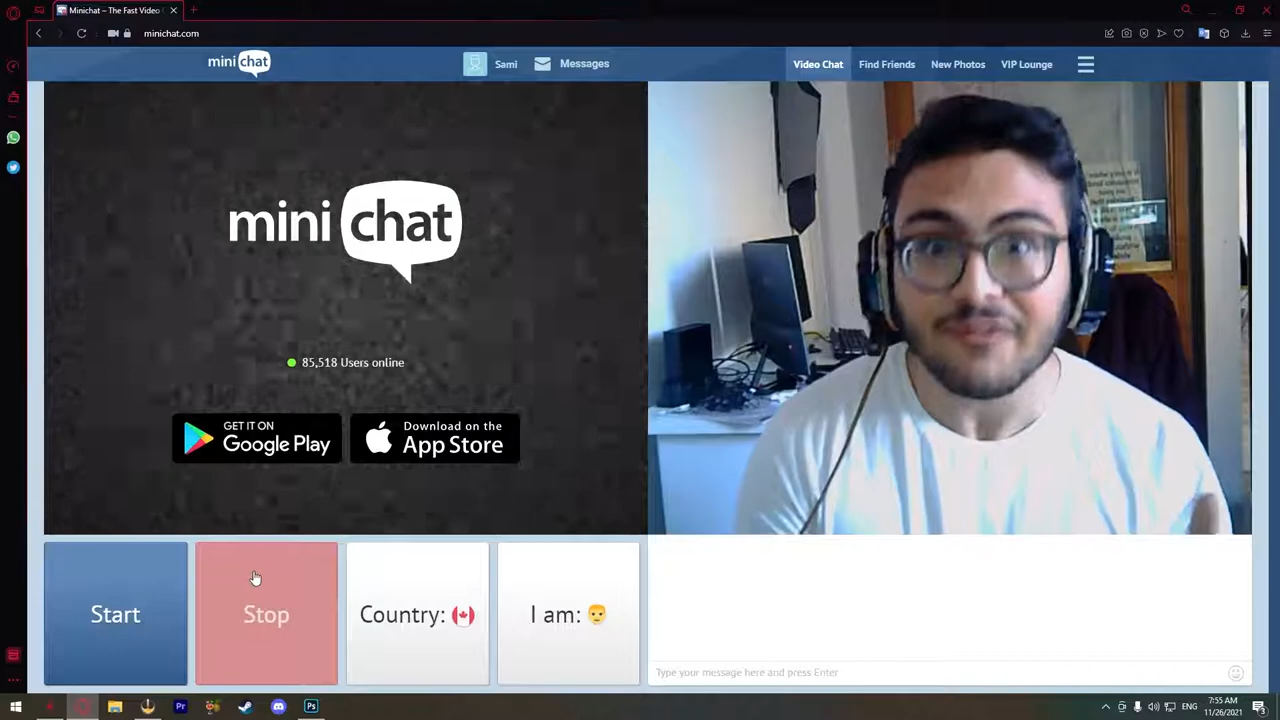 Minichat – The Fast Video
minichat.com
mini chat
Sami
Messages
Video Chat
Find Friends
New Photos
VIP Lounge
mini chat
85,518 Users online
GET IT ON
Google Play
Download on the
App Store
Start
Stop
Country:
I am:
Type your message here and press Enter
Pr
Ps
ENG
7:55 AM
11/26/2021